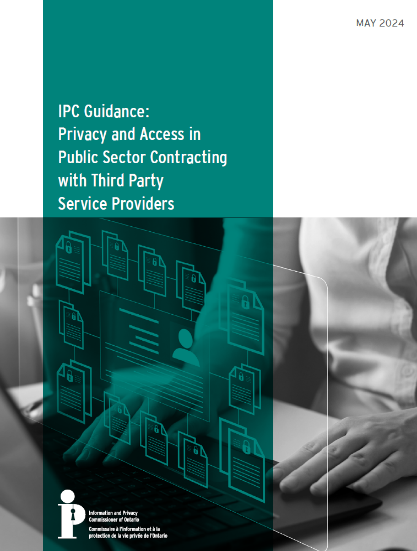 MAY 2024
IPC Guidance:
Privacy and Access in
Public Sector Contracting
with Third Party
Service Providers
Information and Privacy
Commissioner of Ontario
Commissaire à l'information et à la
protection de la vie privée de l'Ontario